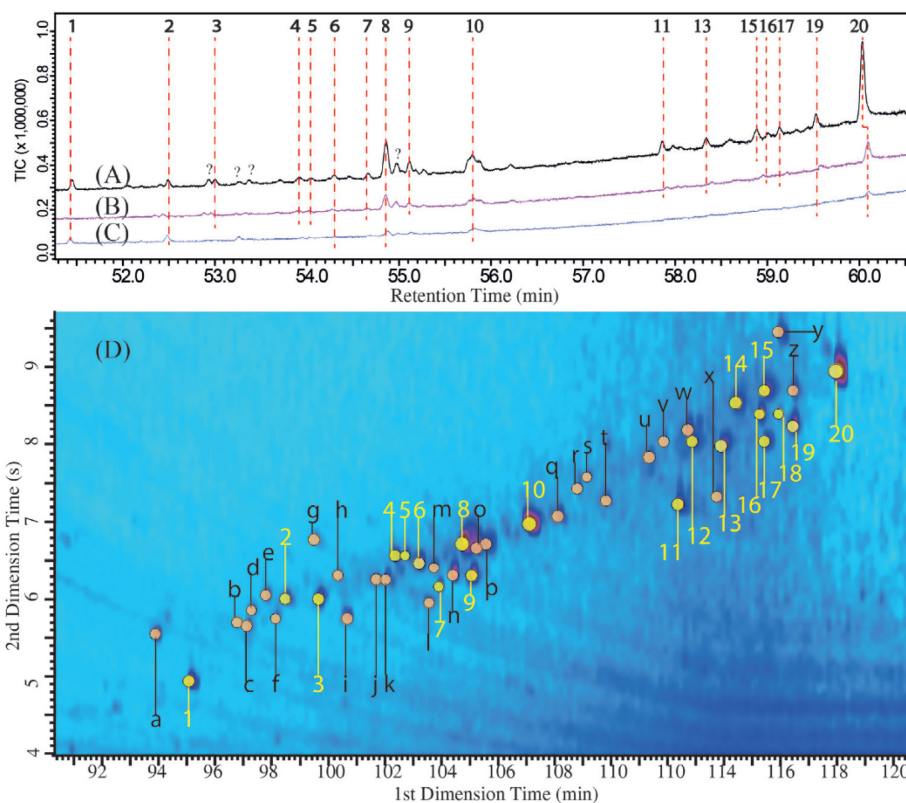 1 2 3 4 5 6 7 8 9 10 11 13 15 16 17 19 20
TIC (x 1,000,000)
1.0
0.8
0.6
0.4
0.2
0.0
? ? ? ?
(A)
(B)
(C)
52.0 53.0 54.0 55.0 56.0 57.0 58.0 59.0 60.0
Retention Time (min)
(D)
2nd Dimension Time (s)
9
8
7
6
5
4
y
x z
14 15
w
v
u
t
s
r
q
20
19
18
17
16
13
12
11
10
g h
4 5 6 m 8 o
e 2
d
b
p
n
9
7
l
c f 3 i j k
a 1
92 94 96 98 100 102 104 106 108 110 112 114 116 118 120
1st Dimension Time (min)